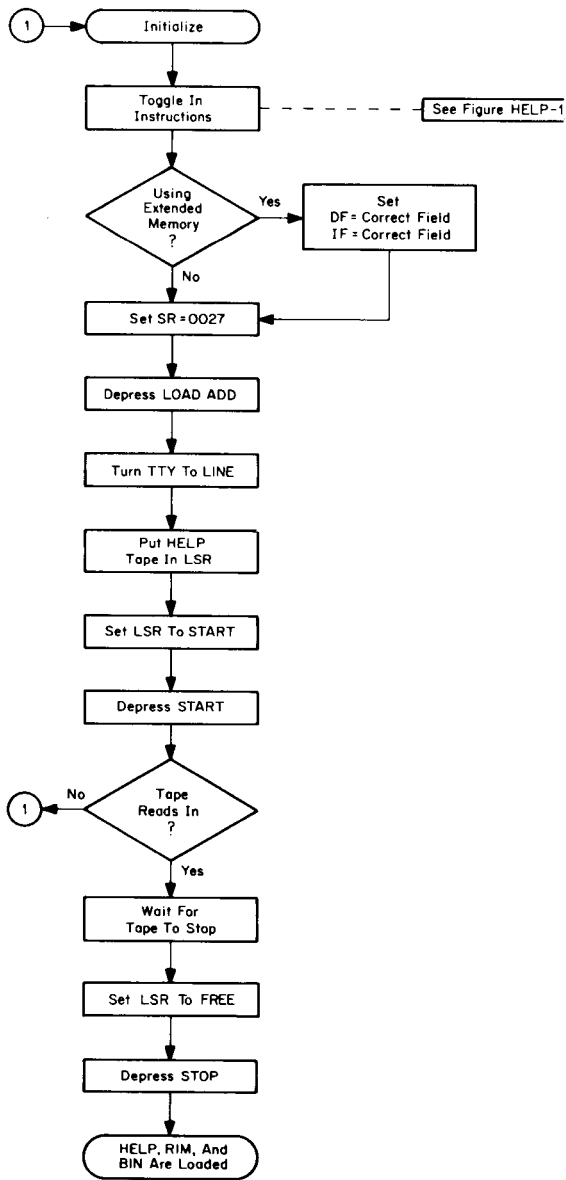 1
Initialize
Toggle In
Instructions
See Figure HELP-1
Using
Extended
Memory
?
Yes
Set
DF = Correct Field
IF = Correct Field
No
Set SR = 0027
Depress LOAD ADD
Turn TTY To LINE
Put HELP
Tape In LSR
Set LSR To START
Depress START
Tape
Reads In
?
No
1
Yes
Wait For
Tape To Stop
Set LSR To FREE
Depress STOP
HELP, RIM, And
BIN Are Loaded